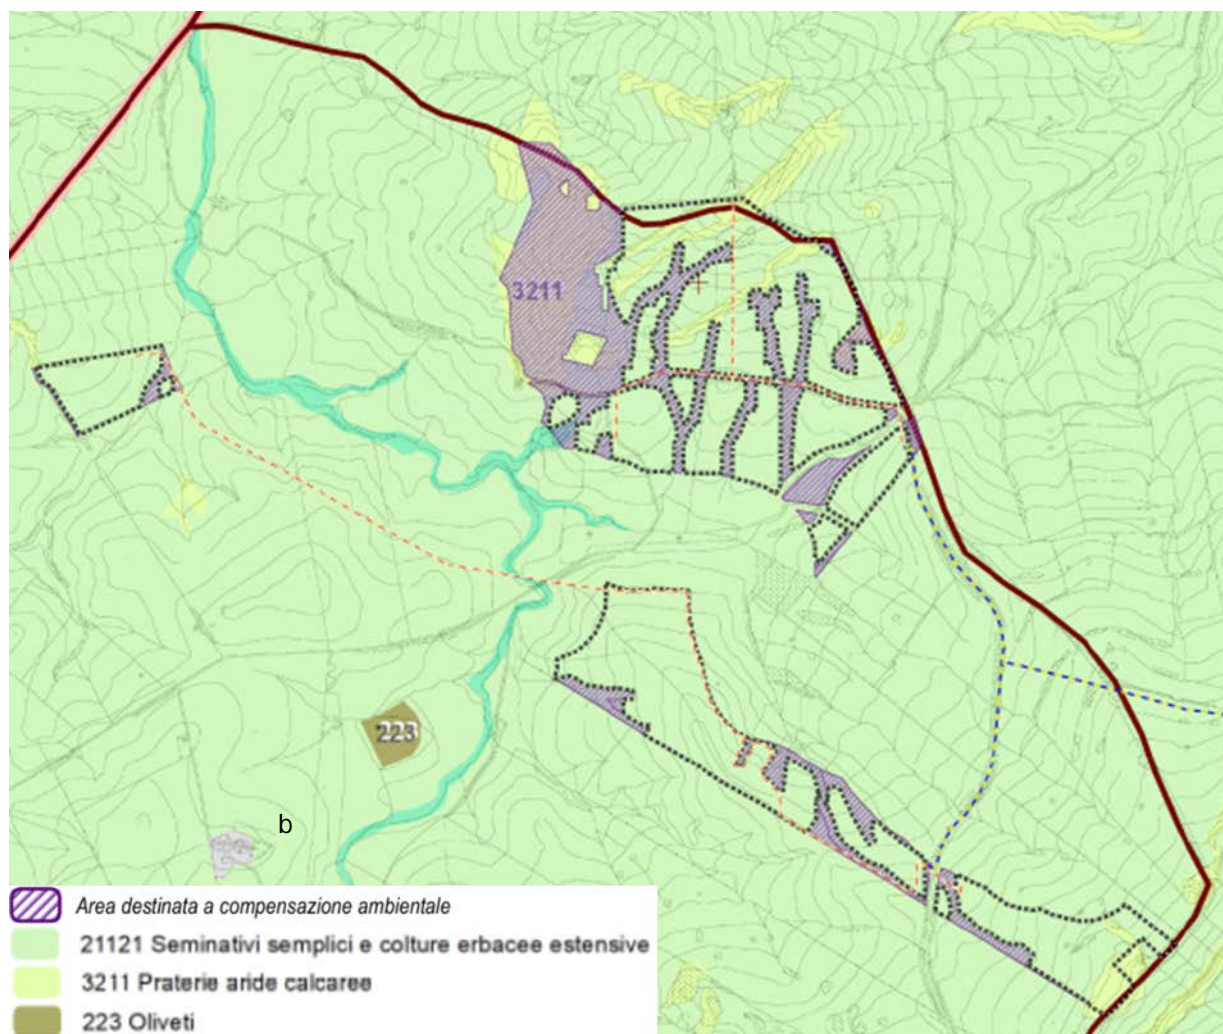 3211
223
b
Area destinata a compensazione ambientale
21121 Seminativi semplici e colture erbacee estensive
3211 Praterie aride calcaree
223 Oliveti